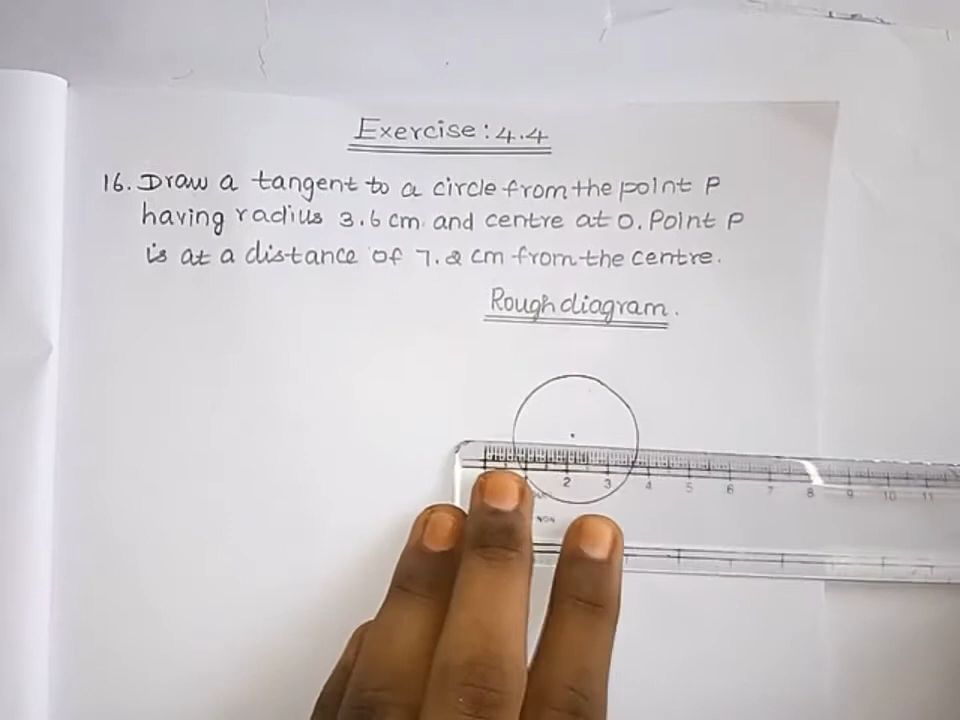 Exercise: 4.4
16. Draw a tangent to a circle from the point P
having radius 3.6 cm and centre at O. Point P
is at a distance of 7.2 cm from the centre.
Rough diagram.
2 3 4 5 6 7 8 9 10 11